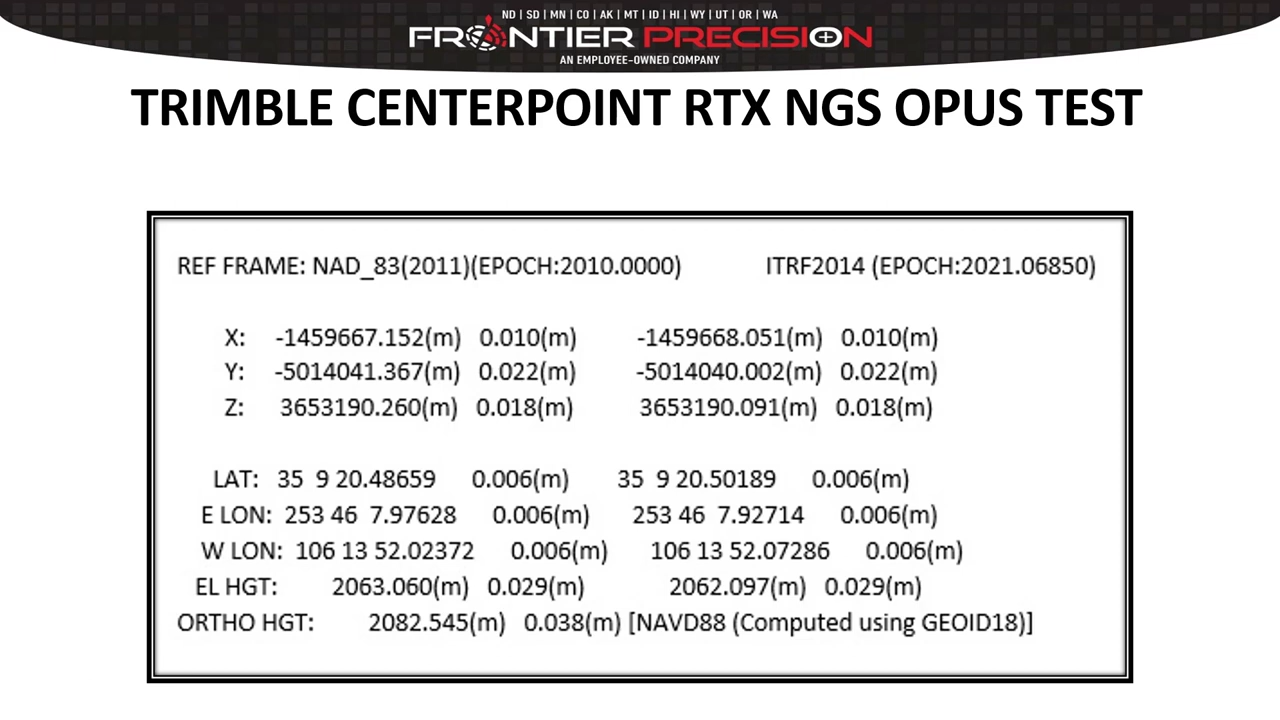 ND | SD | MN | CO | AK | MT | ID | HI | WY | UT | OR | WA
FRONTIER PRECISION
AN EMPLOYEE-OWNED COMPANY
TRIMBLE CENTERPOINT RTX NGS OPUS TEST
REF FRAME: NAD_83(2011)(EPOCH:2010.0000) ITRF2014 (EPOCH:2021.06850)
X: -1459667.152(m) 0.010(m) -1459668.051(m) 0.010(m)
Y: -5014041.367(m) 0.022(m) -5014040.002(m) 0.022(m)
Z: 3653190.260(m) 0.018(m) 3653190.091(m) 0.018(m)
LAT: 35 9 20.48659 0.006(m) 35 9 20.50189 0.006(m)
E LON: 253 46 7.97628 0.006(m) 253 46 7.92714 0.006(m)
W LON: 106 13 52.02372 0.006(m) 106 13 52.07286 0.006(m)
EL HGT: 2063.060(m) 0.029(m) 2062.097(m) 0.029(m)
ORTHO HGT: 2082.545(m) 0.038(m) [NAVD88 (Computed using GEOID18)]